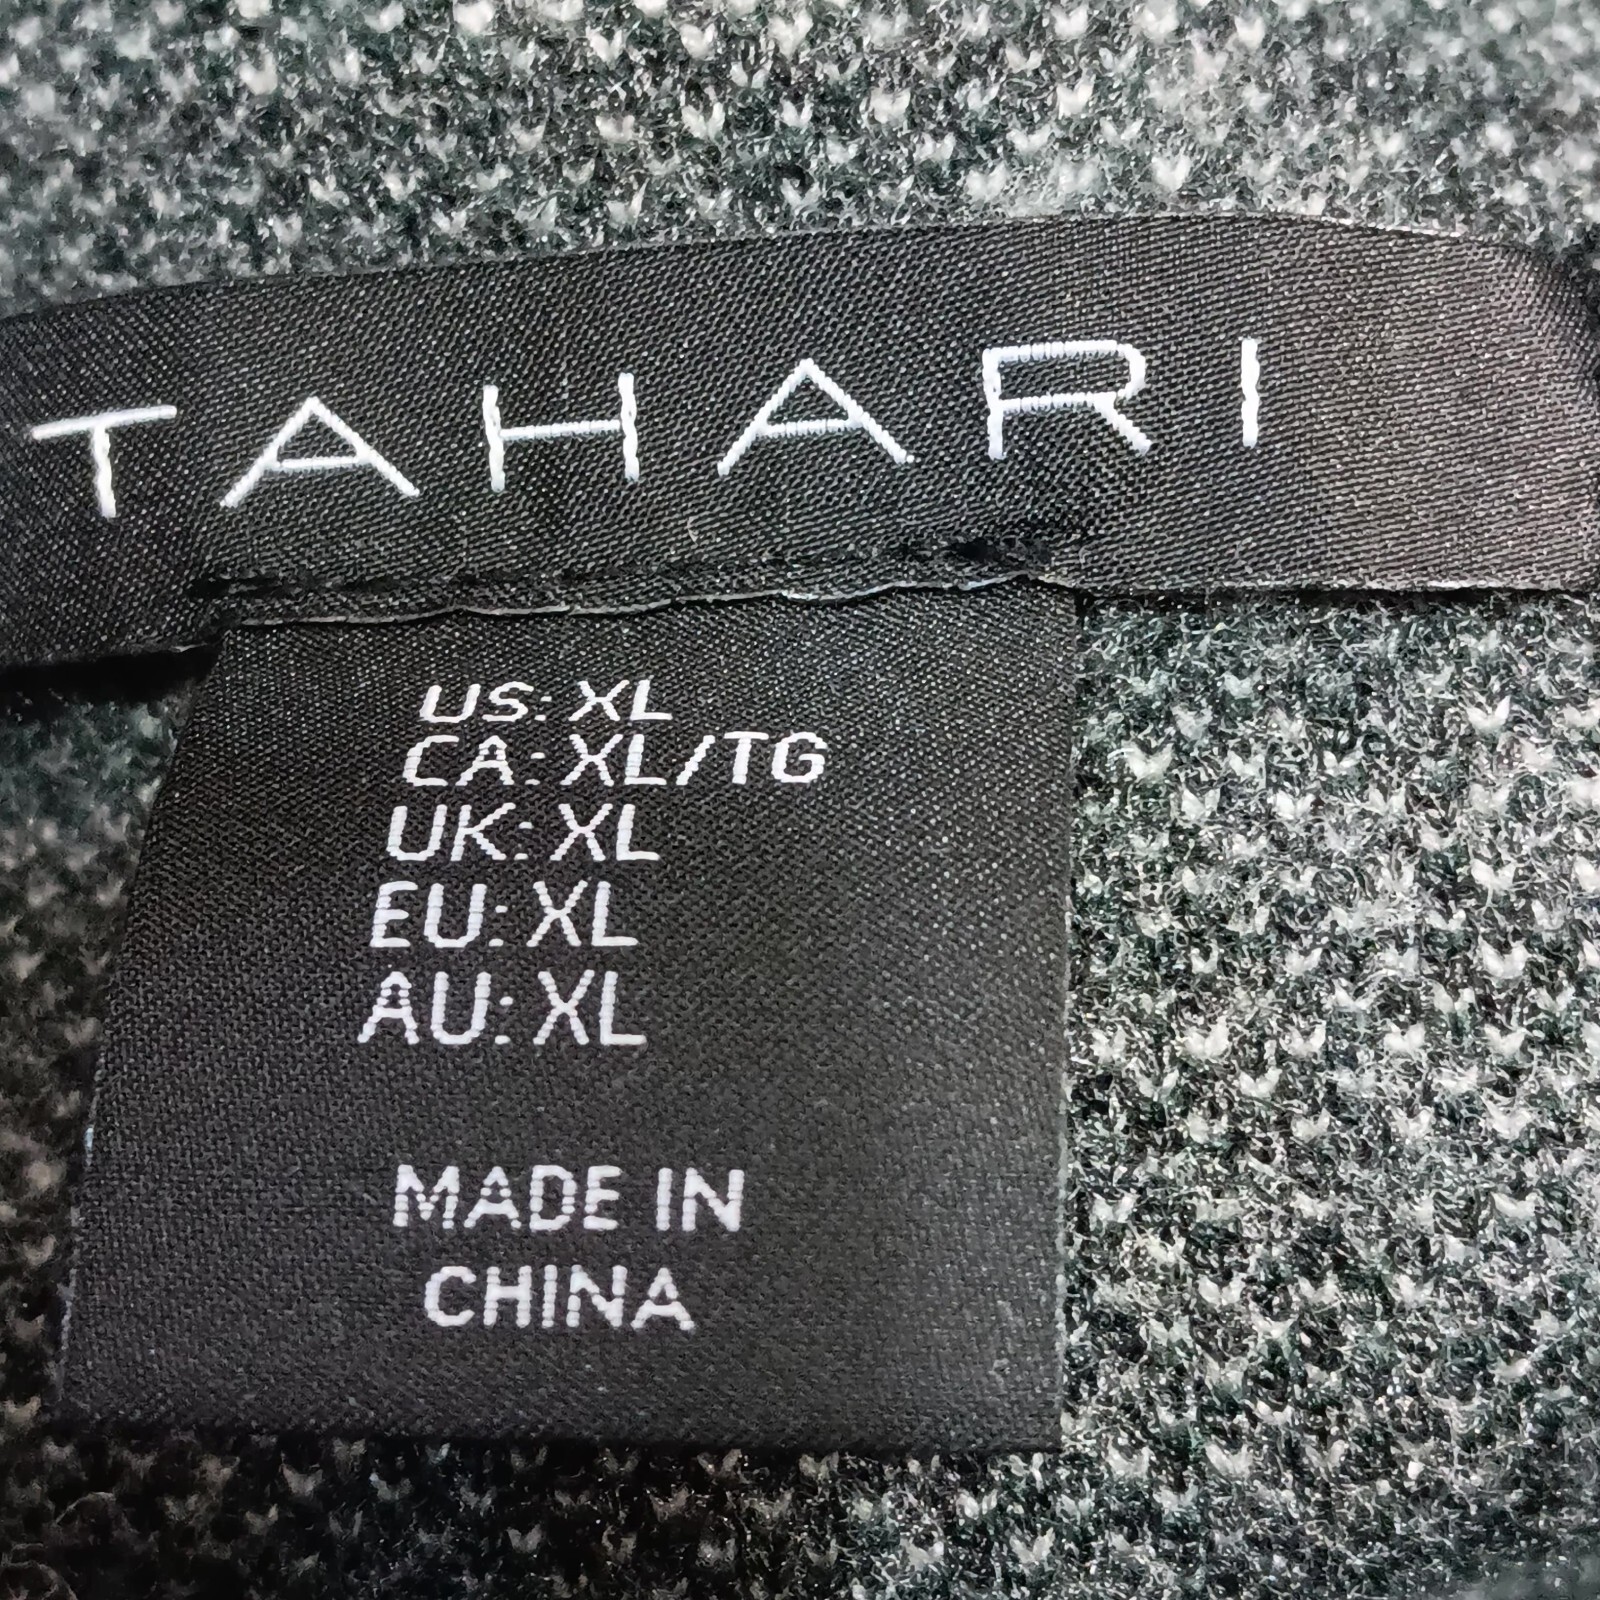 TAHARI
US: XL
CA: XL/TG
UK: XL
EU: XL
AU: XL
MADE IN
CHINA